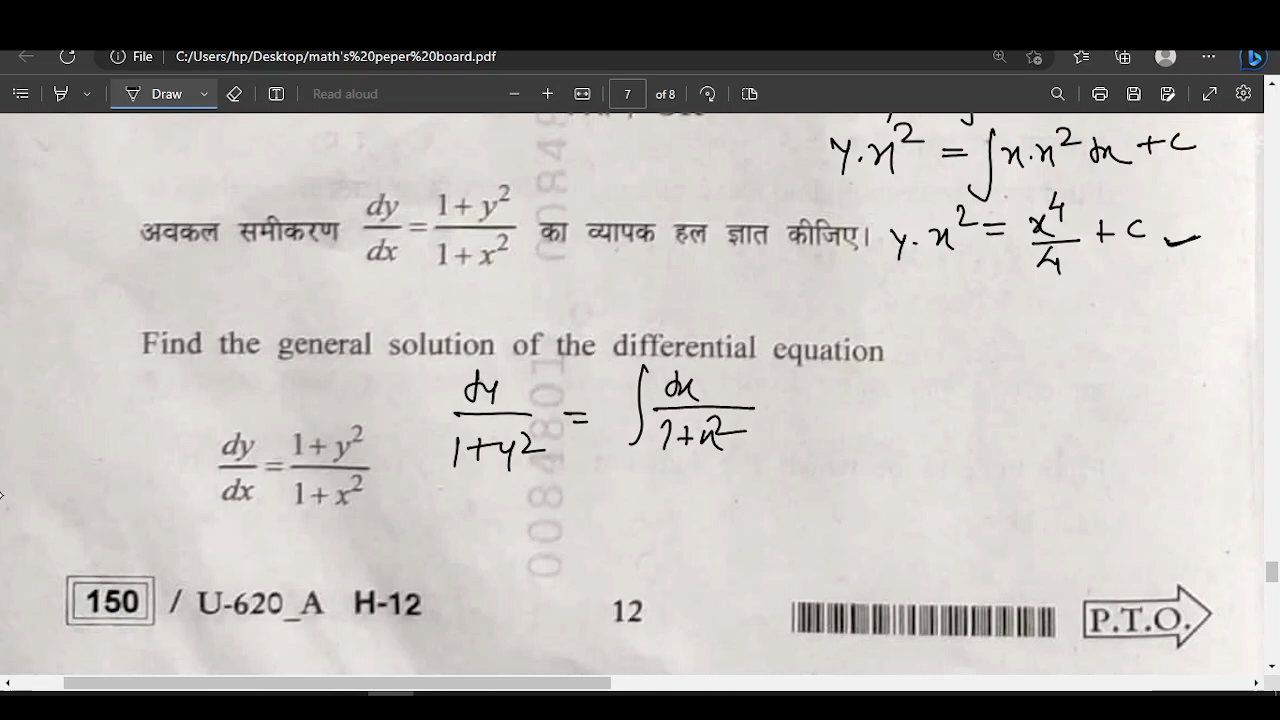 File C:/Users/hp/Desktop/math's%20peper%20board.pdf
Draw Read aloud 7 of 8
y.x² = ∫x.x² dx + c
अवकल समीकरण dy/dx = 1+y²/1+x² का व्यापक हल ज्ञात कीजिए।
y.x² = x⁴/4 + c ✓
Find the general solution of the differential equation
dy/1+y² = ∫dx/1+x²
dy/dx = 1+y²/1+x²
0084801
150 / U-620_A H-12 12 P.T.O.